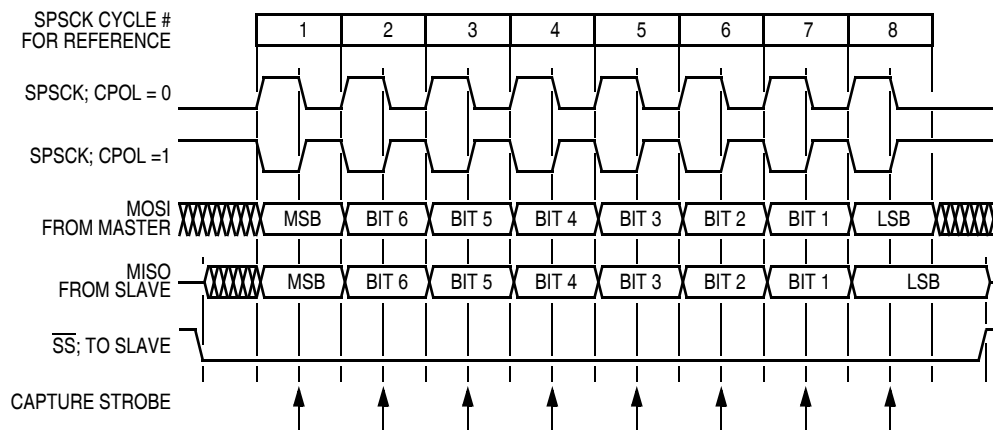 SPSCK CYCLE #
FOR REFERENCE
1 2 3 4 5 6 7 8
SPSCK; CPOL = 0
SPSCK; CPOL =1
MOSI
FROM MASTER
MSB BIT 6 BIT 5 BIT 4 BIT 3 BIT 2 BIT 1 LSB
MISO
FROM SLAVE
MSB BIT 6 BIT 5 BIT 4 BIT 3 BIT 2 BIT 1 LSB
SS; TO SLAVE
CAPTURE STROBE